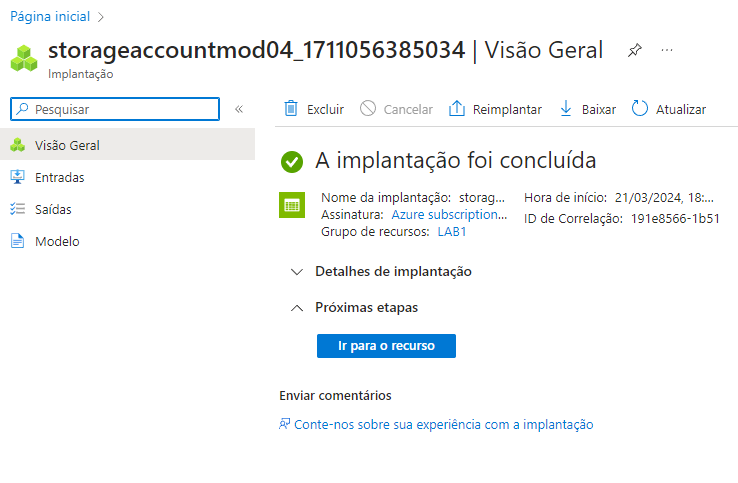 Página inicial
storageaccountmod04_1711056385034 | Visão Geral
Implantação
Pesquisar
Excluir
Cancelar
Reimplantar
Baixar
Atualizar
Visão Geral
Entradas
Saídas
Modelo
A implantação foi concluída
Nome da implantação: storag...
Assinatura: Azure subscription...
Grupo de recursos: LAB1
Hora de início: 21/03/2024, 18:...
ID de Correlação: 191e8566-1b51
Detalhes de implantação
Próximas etapas
Ir para o recurso
Enviar comentários
Conte-nos sobre sua experiência com a implantação